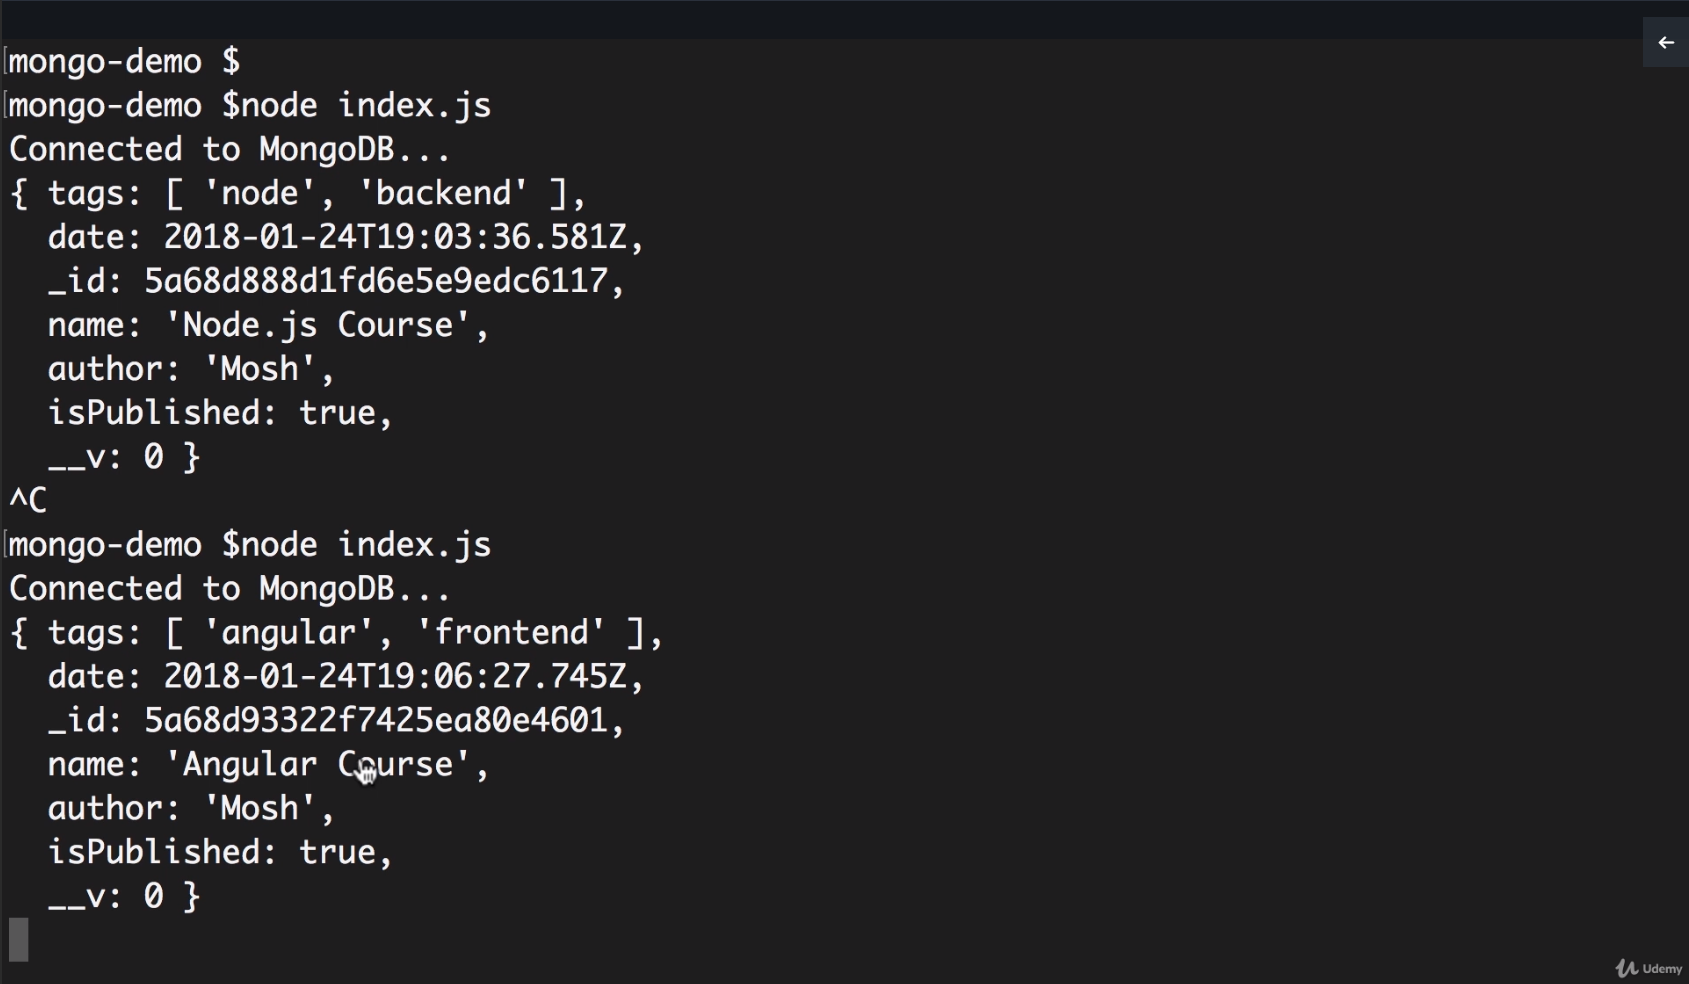 mongo-demo $
mongo-demo $node index.js
Connected to MongoDB...
{ tags: [ 'node', 'backend' ],
  date: 2018-01-24T19:03:36.581Z,
  _id: 5a68d888d1fd6e5e9edc6117,
  name: 'Node.js Course',
  author: 'Mosh',
  isPublished: true,
  __v: 0 }
^C
mongo-demo $node index.js
Connected to MongoDB...
{ tags: [ 'angular', 'frontend' ],
  date: 2018-01-24T19:06:27.745Z,
  _id: 5a68d93322f7425ea80e4601,
  name: 'Angular Course',
  author: 'Mosh',
  isPublished: true,
  __v: 0 }
Udemy